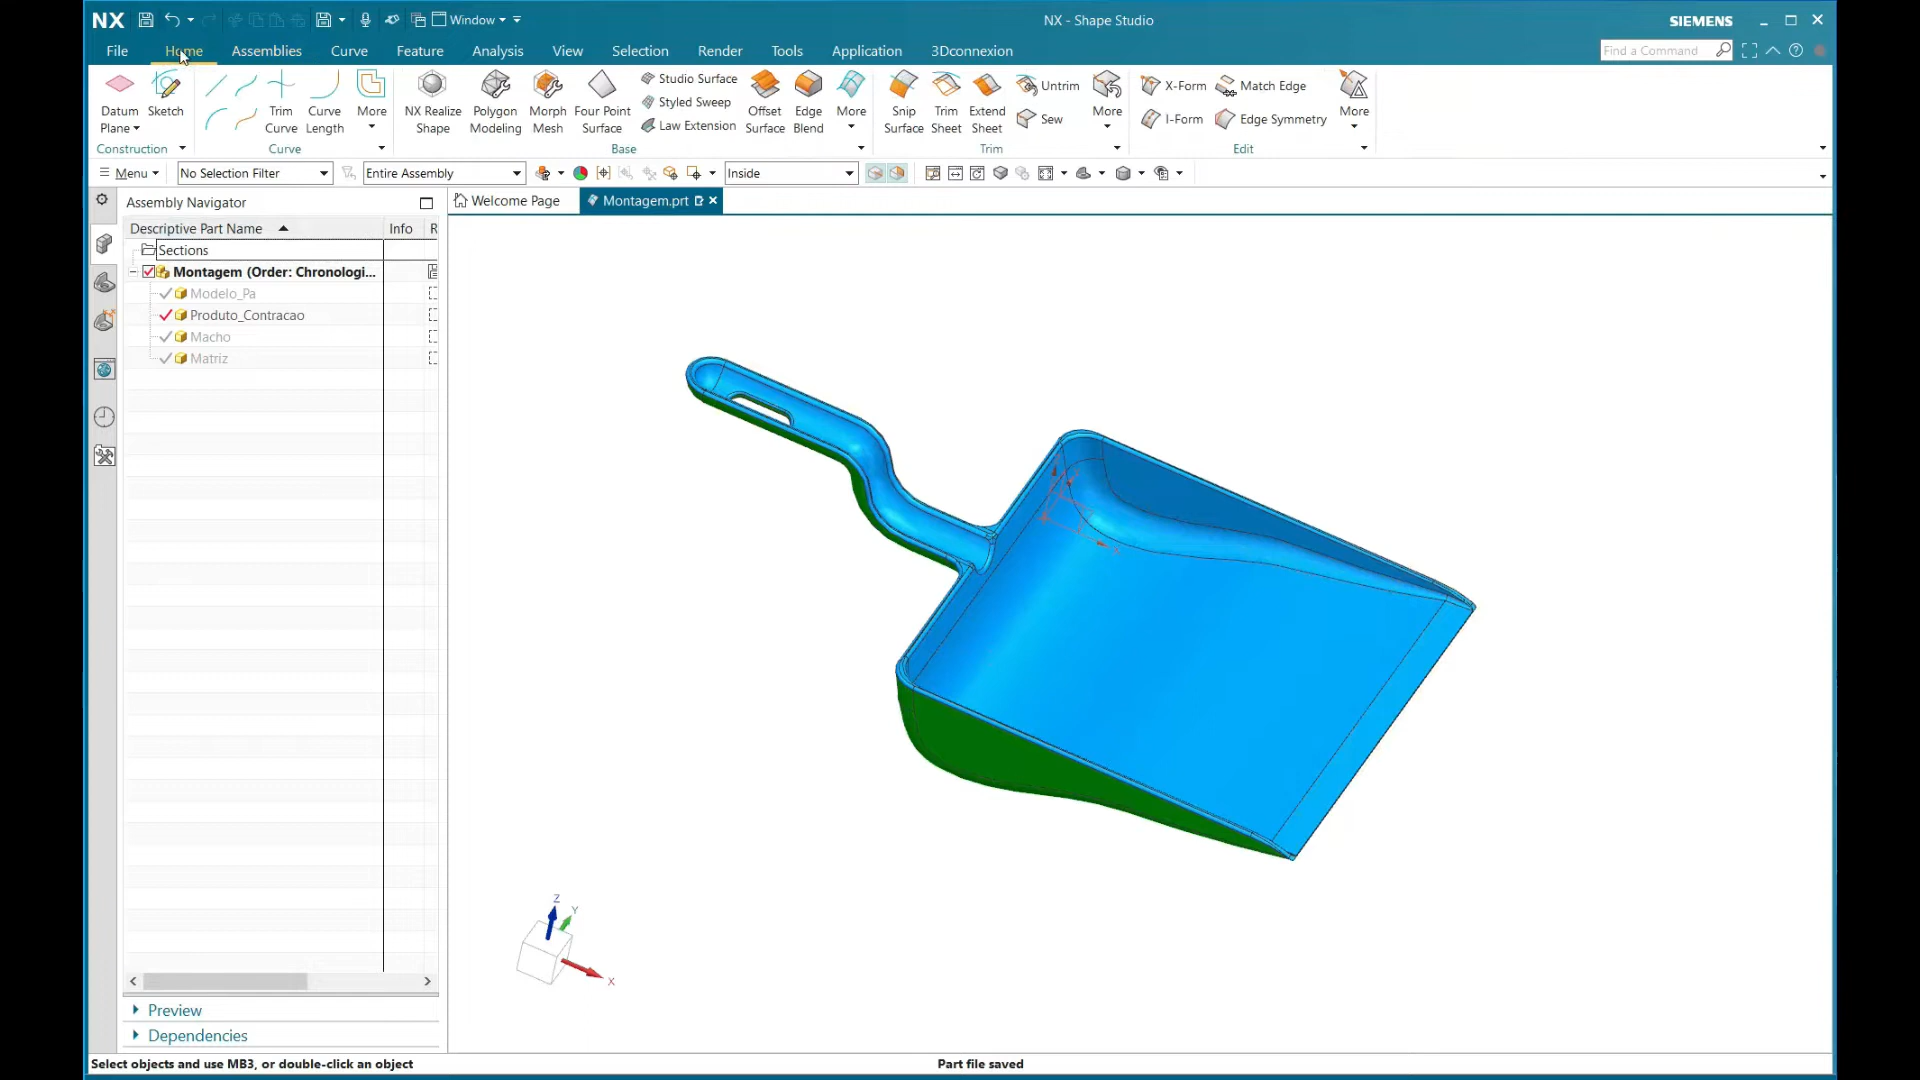 NX
Window
NX - Shape Studio
SIEMENS
File
Home
Assemblies
Curve
Feature
Analysis
View
Selection
Render
Tools
Application
3Dconnexion
Find a Command
Datum
Plane
Sketch
Trim
Curve
Curve
Length
More
NX Realize
Shape
Polygon
Modeling
Morph
Mesh
Four Point
Surface
Studio Surface
Styled Sweep
Law Extension
Offset
Surface
Edge
Blend
More
Snip
Surface
Trim
Sheet
Extend
Sheet
Untrim
Sew
More
X-Form
Match Edge
I-Form
Edge Symmetry
More
Construction
Curve
Base
Trim
Edit
Menu
No Selection Filter
Entire Assembly
Inside
Assembly Navigator
Welcome Page
Montagem.prt
Descriptive Part Name
Info
R
Sections
Montagem (Order: Chronologi...
Modelo_Pa
Produto_Contracao
Macho
Matriz
Z
Y
X
Preview
Dependencies
Select objects and use MB3, or double-click an object
Part file saved